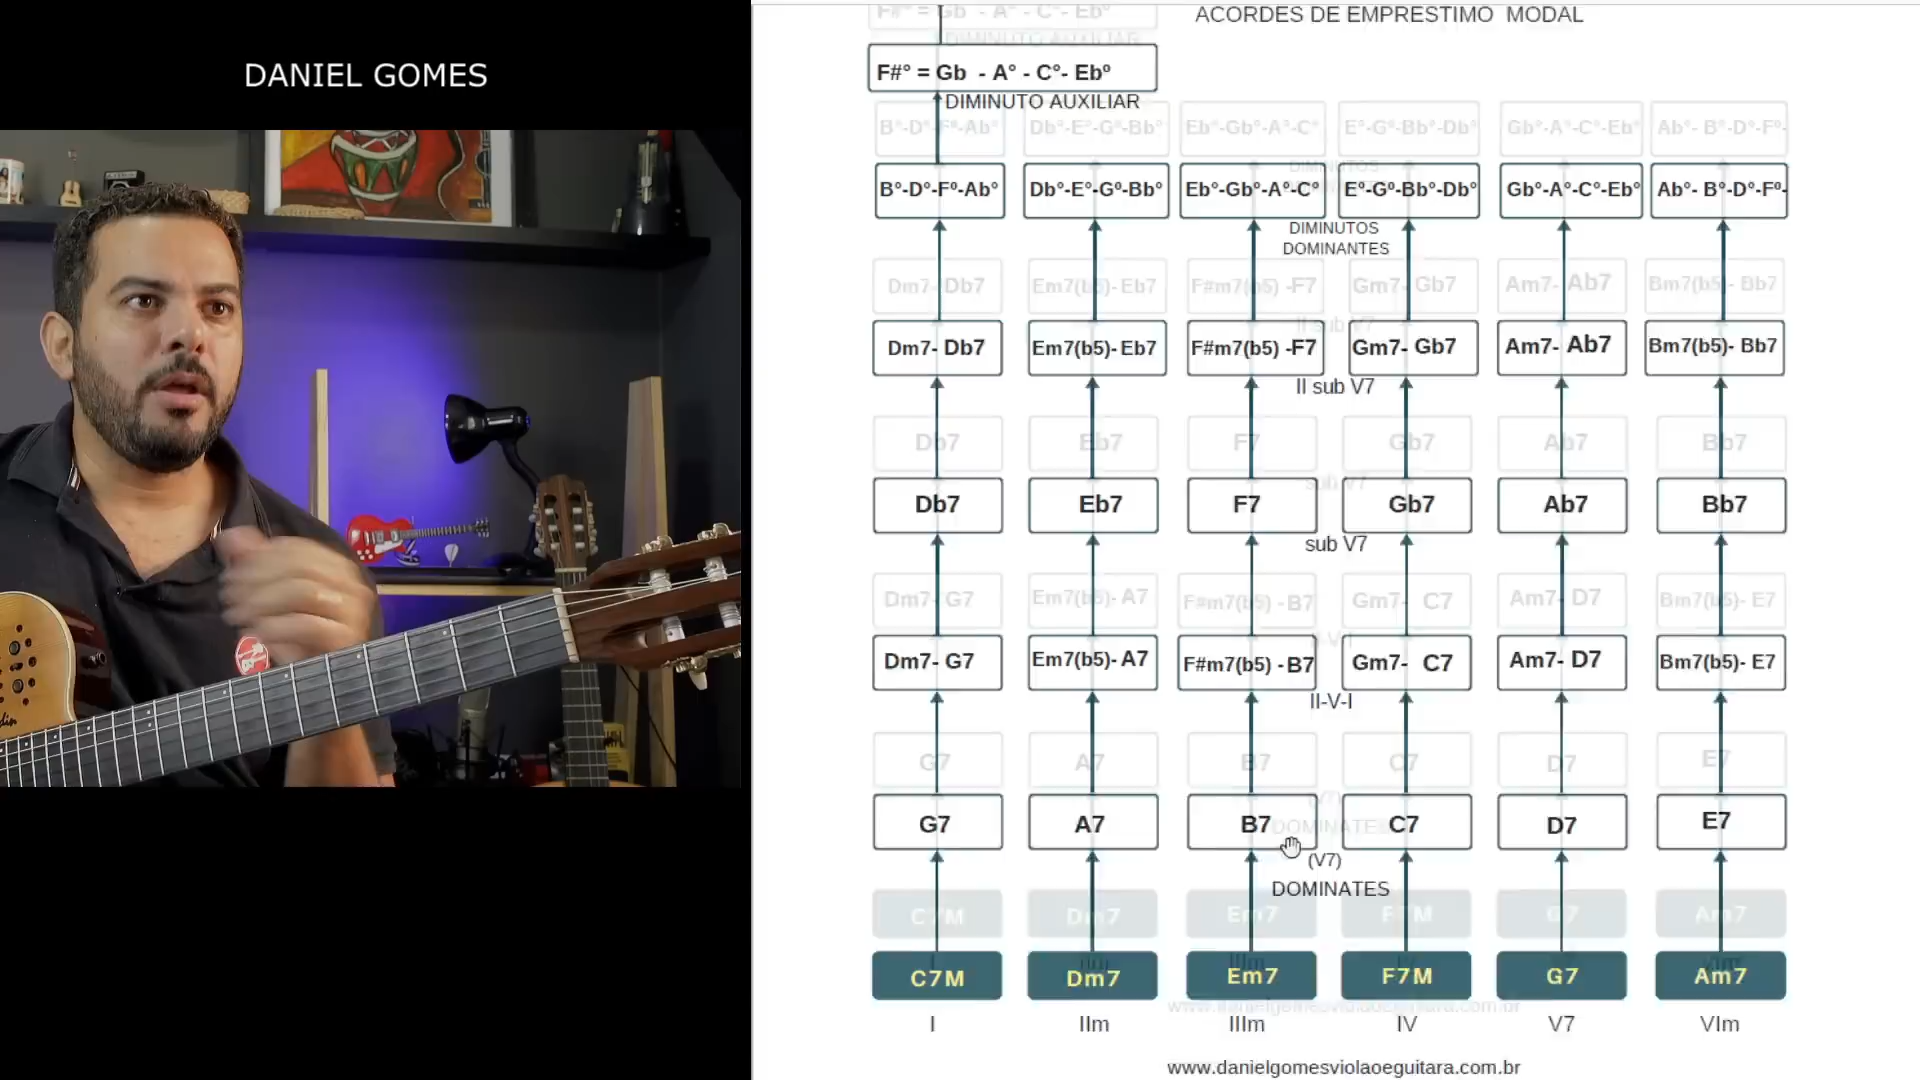 DANIEL GOMES
ACORDES DE EMPRESTIMO MODAL
F#° = Gb - A° - C°- Ebº
DIMINUTO AUXILIAR
B°-D°-Fº-Ab° Db°-E°-Gº-Bb° Eb°-Gb°-A°-C° E°-Gº-Bb°-Db° Gb°-A°-C°-Eb° Ab°- B°-D°-F°-
DIMINUTOS
DOMINANTES
Dm7- Db7 Em7(b5)- Eb7 F#m7(b5) -F7 Gm7- Gb7 Am7- Ab7 Bm7(b5)- Bb7
II sub V7
Db7 Eb7 F7 Gb7 Ab7 Bb7
sub V7
Dm7- G7 Em7(b5)- A7 F#m7(b5) -B7 Gm7- C7 Am7- D7 Bm7(b5)- E7
II-V-I
G7 A7 B7 C7 D7 E7
(V7)
DOMINATES
C7M Dm7 Em7 F7M G7 Am7
I IIm IIIm IV V7 VIm
www.danielgomesviolaoeguitara.com.br